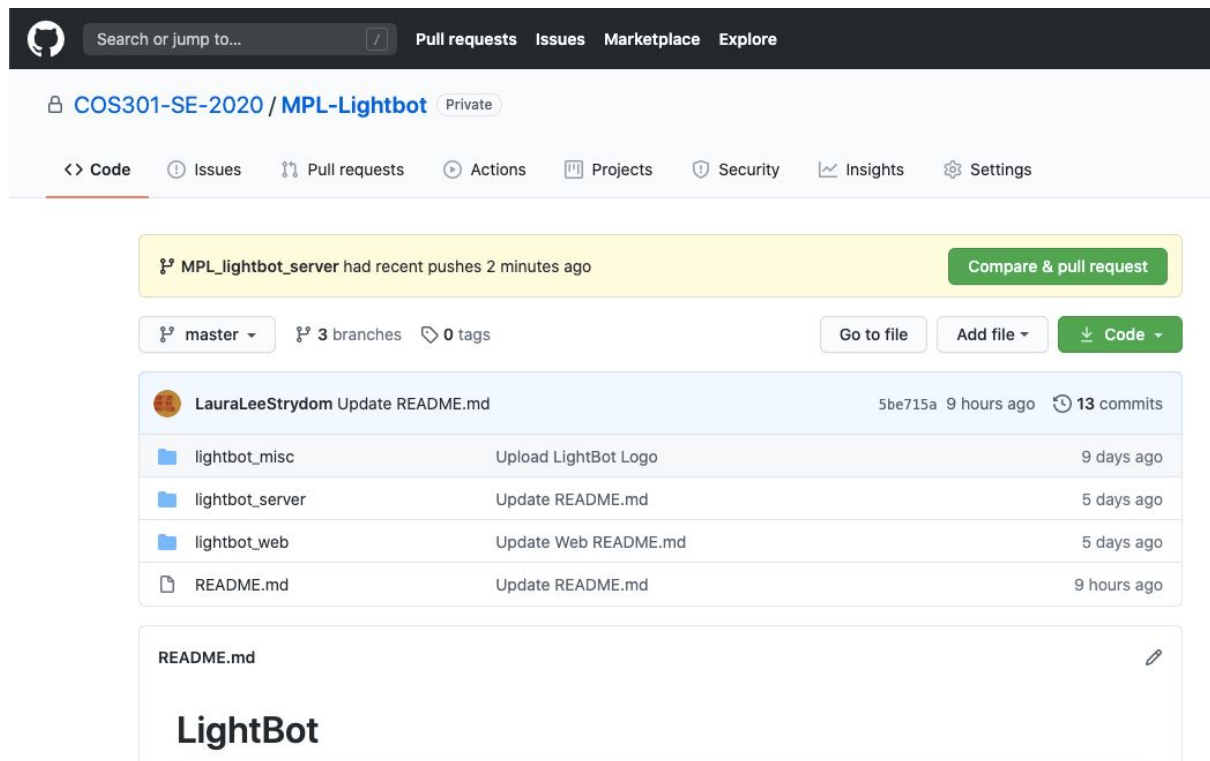 Search or jump to... / Pull requests Issues Marketplace Explore
COS301-SE-2020 / MPL-Lightbot Private
<> Code Issues Pull requests Actions Projects Security Insights Settings
MPL_lightbot_server had recent pushes 2 minutes ago Compare & pull request
master 3 branches 0 tags Go to file Add file Code
LauraLeeStrydom Update README.md 5be715a 9 hours ago 13 commits
lightbot_misc Upload LightBot Logo 9 days ago
lightbot_server Update README.md 5 days ago
lightbot_web Update Web README.md 5 days ago
README.md Update README.md 9 hours ago
README.md
LightBot